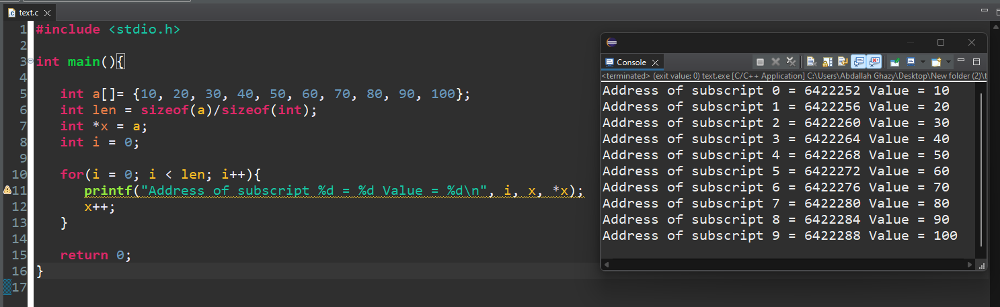 text.c
1 #include <stdio.h>
2
3 int main(){
4
5 int a[]= {10, 20, 30, 40, 50, 60, 70, 80, 90, 100};
6 int len = sizeof(a)/sizeof(int);
7 int *x = a;
8 int i = 0;
9
10 for(i = 0; i < len; i++){
11 printf("Address of subscript %d = %d Value = %d\n", i, x, *x);
12 x++;
13 }
14
15 return 0;
16 }
17
Console
<terminated> (exit value: 0) text.exe [C/C++ Application] C:\Users\Abdallah Ghazy\Desktop\New folder (2)\t
Address of subscript 0 = 6422252 Value = 10
Address of subscript 1 = 6422256 Value = 20
Address of subscript 2 = 6422260 Value = 30
Address of subscript 3 = 6422264 Value = 40
Address of subscript 4 = 6422268 Value = 50
Address of subscript 5 = 6422272 Value = 60
Address of subscript 6 = 6422276 Value = 70
Address of subscript 7 = 6422280 Value = 80
Address of subscript 8 = 6422284 Value = 90
Address of subscript 9 = 6422288 Value = 100